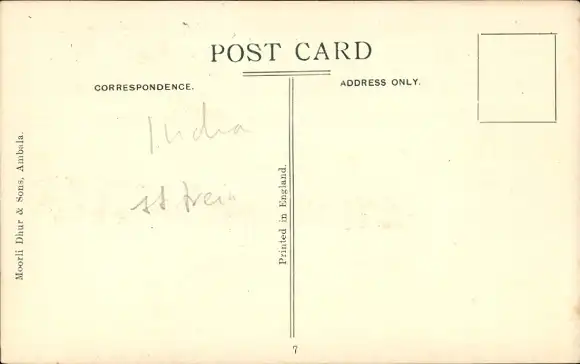 POST CARD
CORRESPONDENCE.
ADDRESS ONLY.
India
Moorli Dhur & Sons, Ambala.
Printed in England.
7